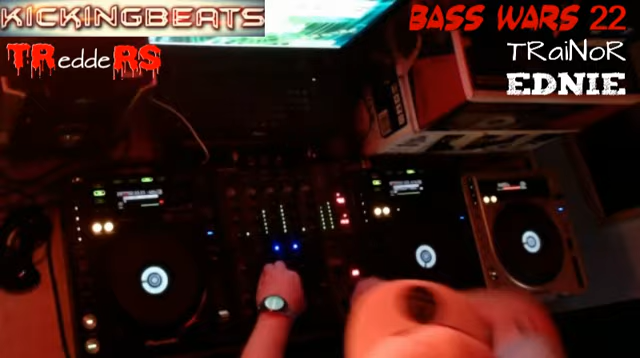 KICKINGBEATS
TReddeRS
BASS WARS 22
TRaiNoR
EDNIE